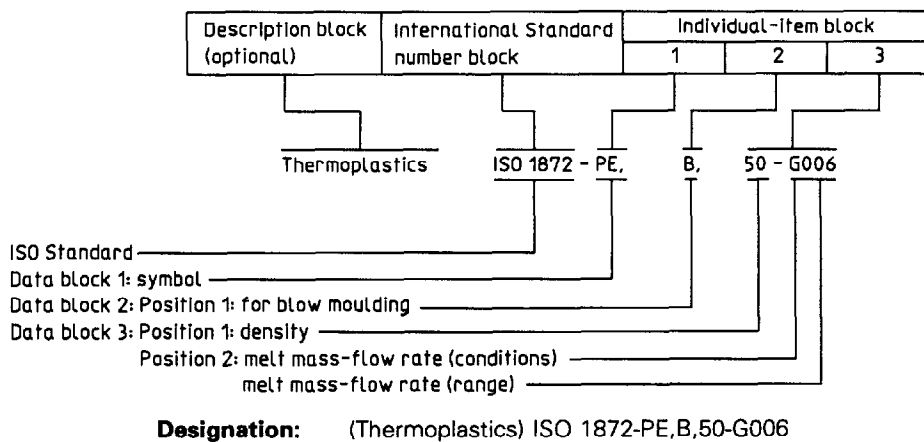 Description block (optional)
International Standard number block
Individual-item block
1 2 3
Thermoplastics ISO 1872 - PE, B, 50 - G006
ISO Standard
Data block 1: symbol
Data block 2: Position 1: for blow moulding
Data block 3: Position 1: density
Position 2: melt mass-flow rate (conditions)
melt mass-flow rate (range)
Designation: (Thermoplastics) ISO 1872-PE,B,50-G006